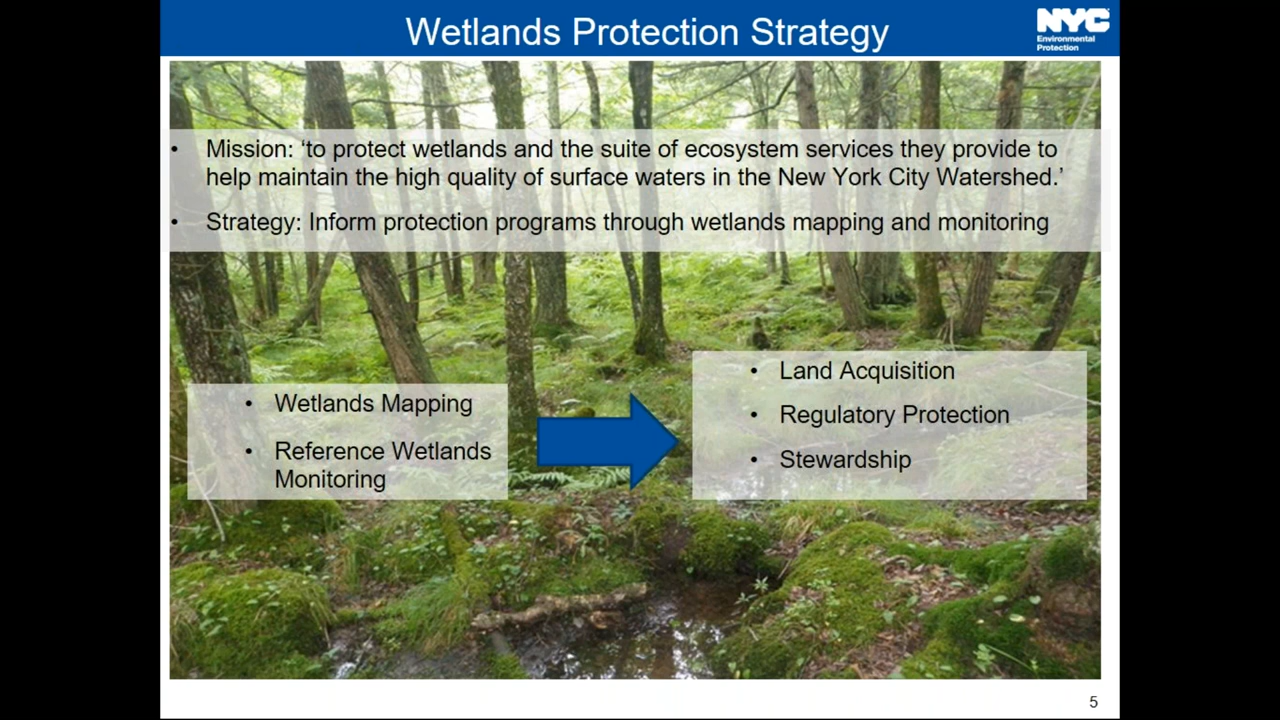 Wetlands Protection Strategy
NYC
Environmental
Protection
• Mission: ‘to protect wetlands and the suite of ecosystem services they provide to
help maintain the high quality of surface waters in the New York City Watershed.’
• Strategy: Inform protection programs through wetlands mapping and monitoring
• Wetlands Mapping
• Reference Wetlands
Monitoring
• Land Acquisition
• Regulatory Protection
• Stewardship
5